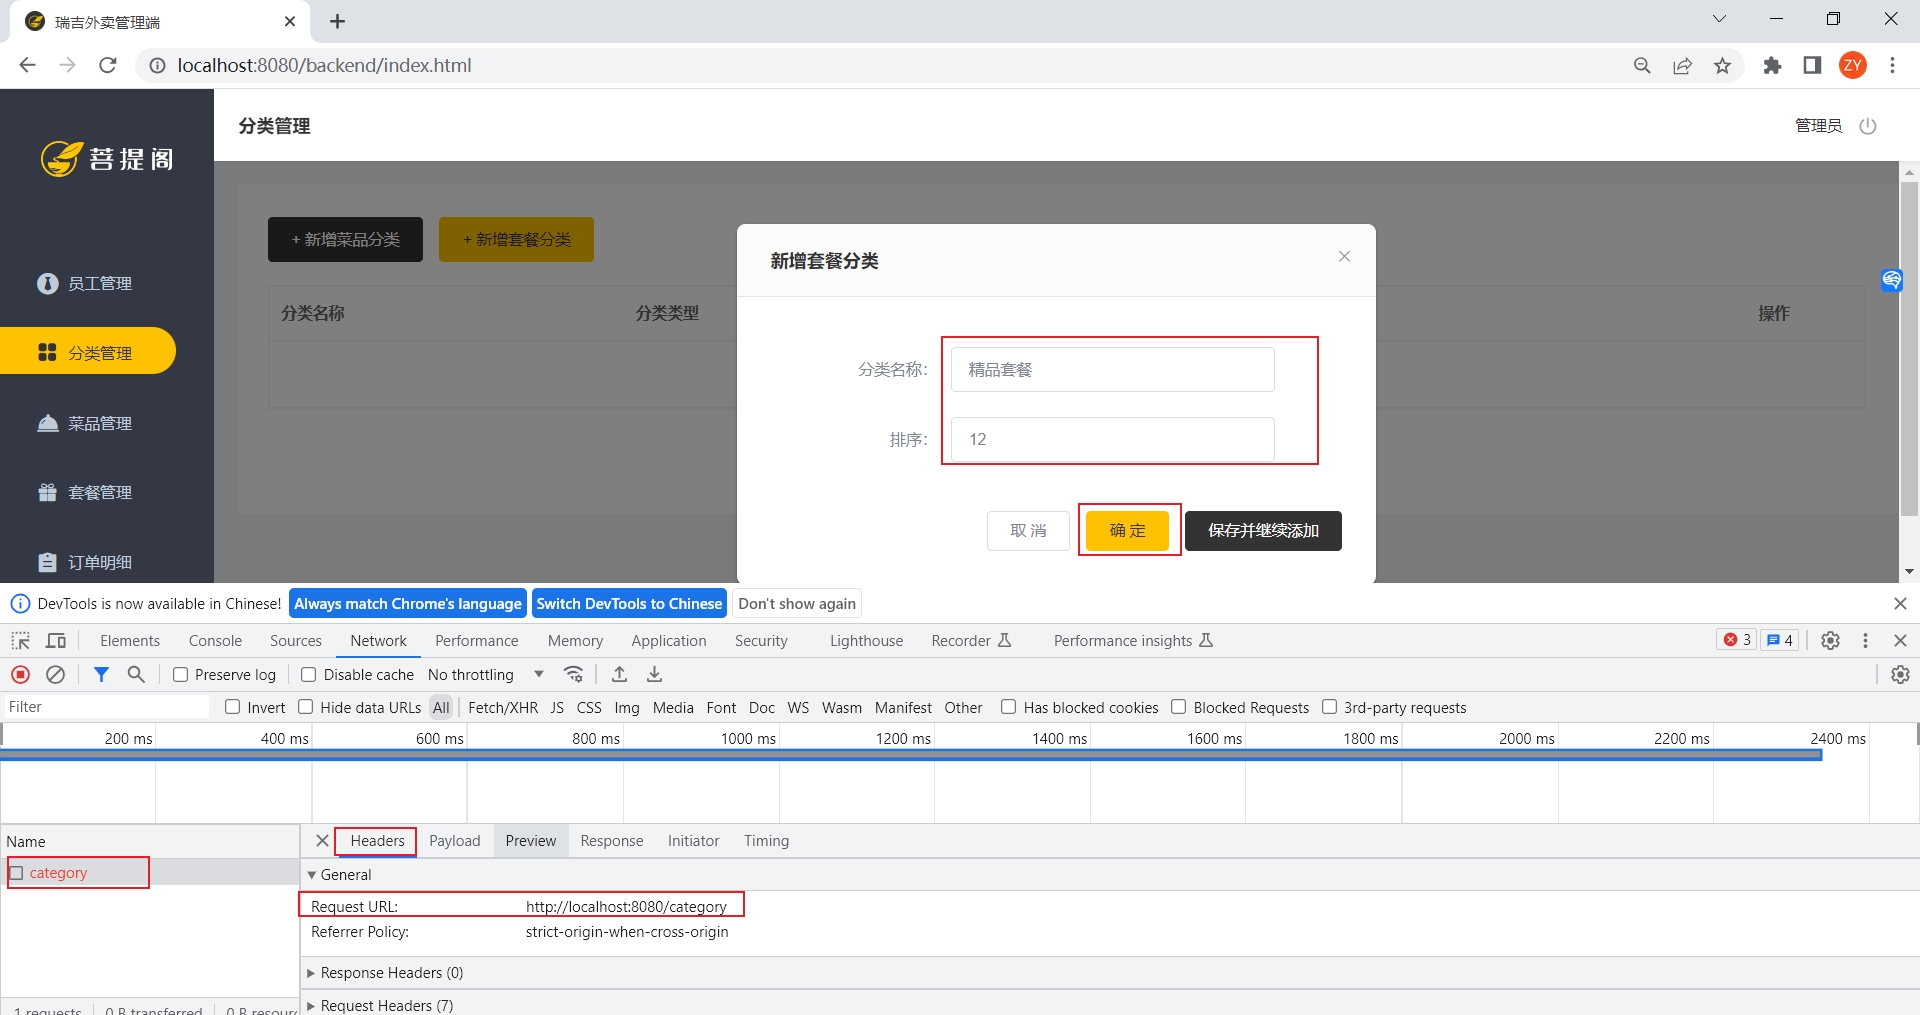 瑞吉外卖管理端
localhost:8080/backend/index.html
ZY
菩提阁
分类管理
管理员
员工管理
分类管理
菜品管理
套餐管理
订单明细
+ 新增菜品分类
+ 新增套餐分类
分类名称
分类类型
操作
新增套餐分类
分类名称:
精品套餐
排序:
12
取 消
确 定
保存并继续添加
DevTools is now available in Chinese!
Always match Chrome's language
Switch DevTools to Chinese
Don't show again
Elements
Console
Sources
Network
Performance
Memory
Application
Security
Lighthouse
Recorder
Performance insights
3
4
Preserve log
Disable cache
No throttling
Filter
Invert
Hide data URLs
All
Fetch/XHR
JS
CSS
Img
Media
Font
Doc
WS
Wasm
Manifest
Other
Has blocked cookies
Blocked Requests
3rd-party requests
200 ms
400 ms
600 ms
800 ms
1000 ms
1200 ms
1400 ms
1600 ms
1800 ms
2000 ms
2200 ms
2400 ms
Name
category
Headers
Payload
Preview
Response
Initiator
Timing
General
Request URL:
http://localhost:8080/category
Referrer Policy:
strict-origin-when-cross-origin
Response Headers (0)
Request Headers (7)
1 requests
0 B transferred
0 B